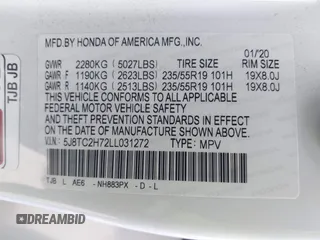 MFD.BY HONDA OF AMERICA MFG.,INC.
01/20
GVWR 2280KG (5027LBS) TIRE SIZE RIM SIZE
GAWR F 1190KG (2623LBS) 235/55R19 101H 19X8.0J
GAWR R 1140KG (2513LBS) 235/55R19 101H 19X8.0J
THIS VEHICLE CONFORMS TO ALL APPLICABLE
FEDERAL MOTOR VEHICLE SAFETY
AND THEFT PREVENTION STANDARDS IN EFFECT
ON THE DATE OF MANUFACTURE SHOWN ABOVE.
V.I.N: 5J8TC2H72LL031272 TYPE: MPV
TJB L AE6 -NH883PX -D-L
TJB JB
DREAMBID